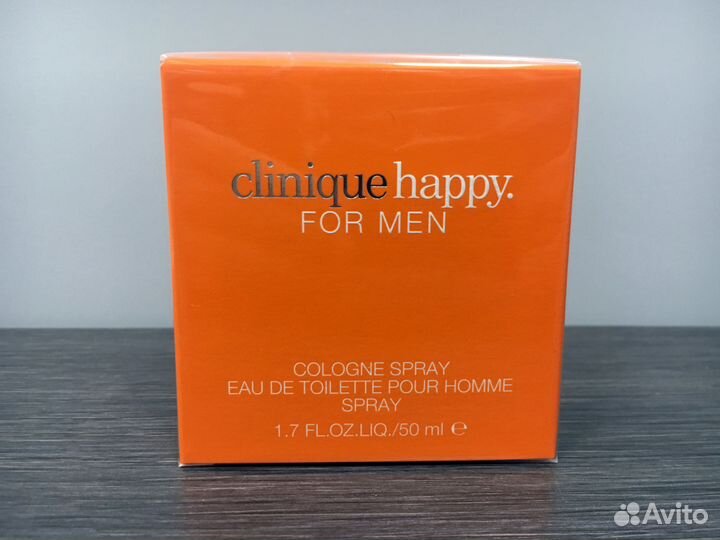 clinique happy.
FOR MEN
COLOGNE SPRAY
EAU DE TOILETTE POUR HOMME
SPRAY
1.7 FL.OZ.LIQ./50 ml ℮
Avito